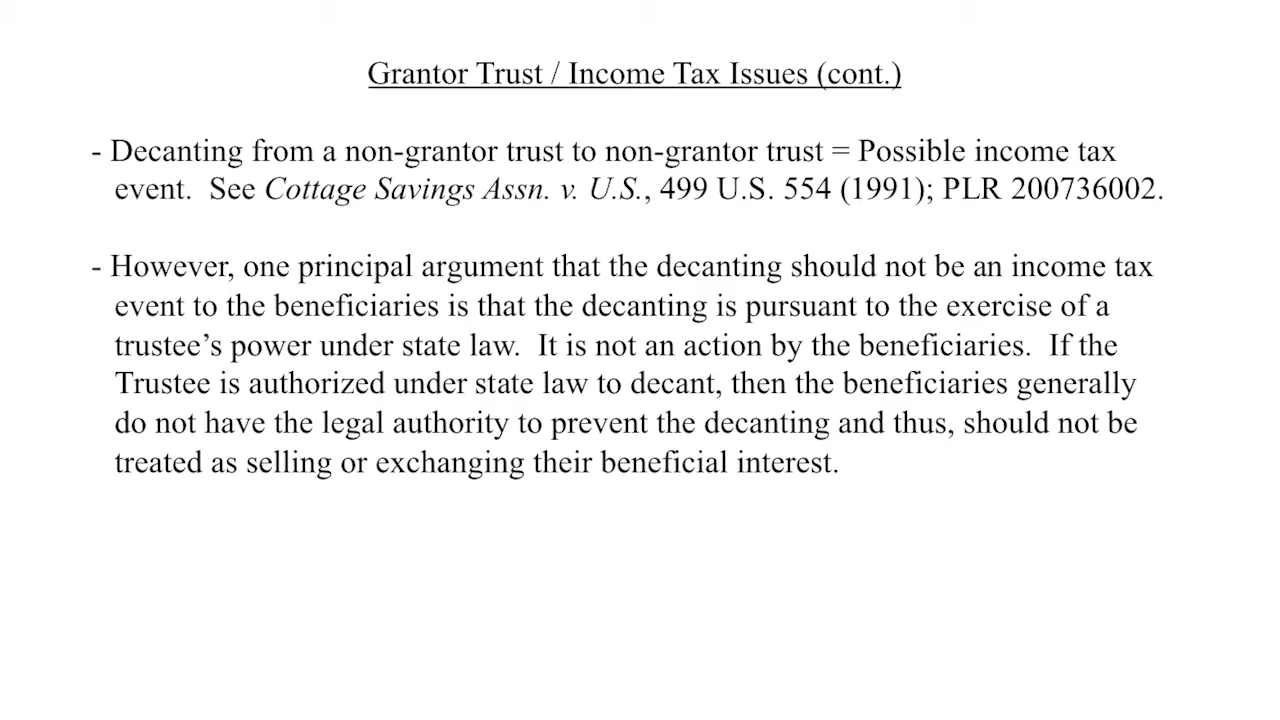 Grantor Trust / Income Tax Issues (cont.)
- Decanting from a non-grantor trust to non-grantor trust = Possible income tax
event.  See Cottage Savings Assn. v. U.S., 499 U.S. 554 (1991); PLR 200736002.
- However, one principal argument that the decanting should not be an income tax
event to the beneficiaries is that the decanting is pursuant to the exercise of a
trustee’s power under state law.  It is not an action by the beneficiaries.  If the
Trustee is authorized under state law to decant, then the beneficiaries generally
do not have the legal authority to prevent the decanting and thus, should not be
treated as selling or exchanging their beneficial interest.